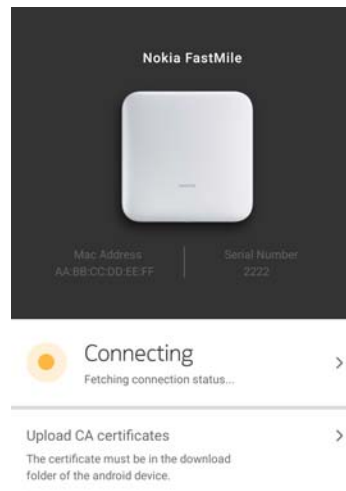 Nokia FastMile
Mac Address
AA:BB:CC:DD:EE:FF
Serial Number
2222
Connecting
Fetching connection status...
Upload CA certificates
The certificate must be in the download
folder of the android device.